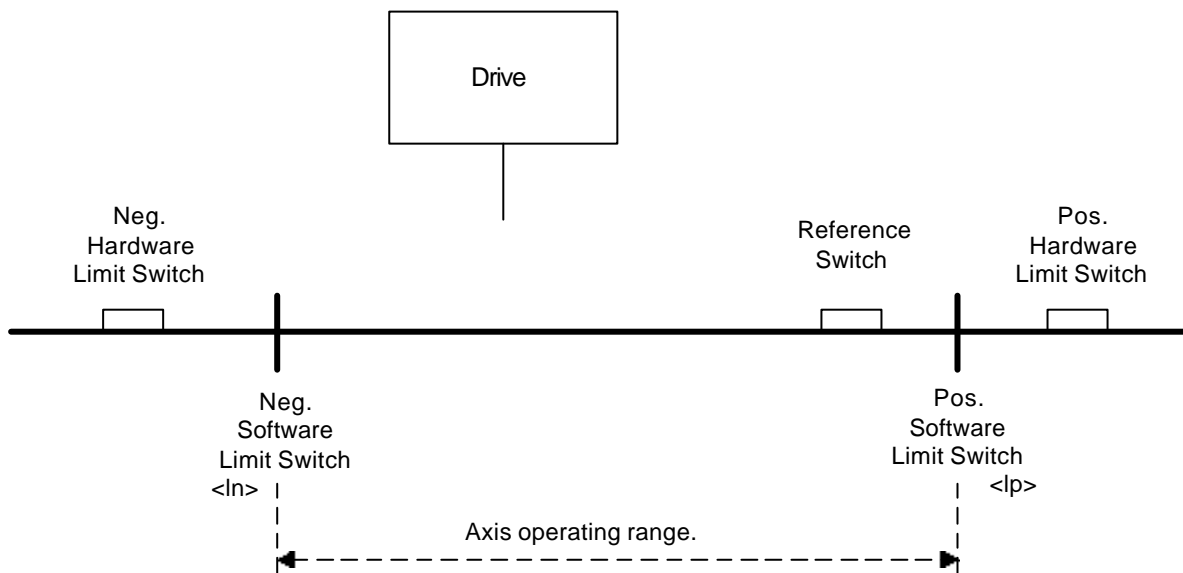 Drive
Neg.
Hardware
Limit Switch
Reference
Switch
Pos.
Hardware
Limit Switch
Neg.
Software
Limit Switch
<ln>
Pos.
Software
Limit Switch
<lp>
Axis operating range.